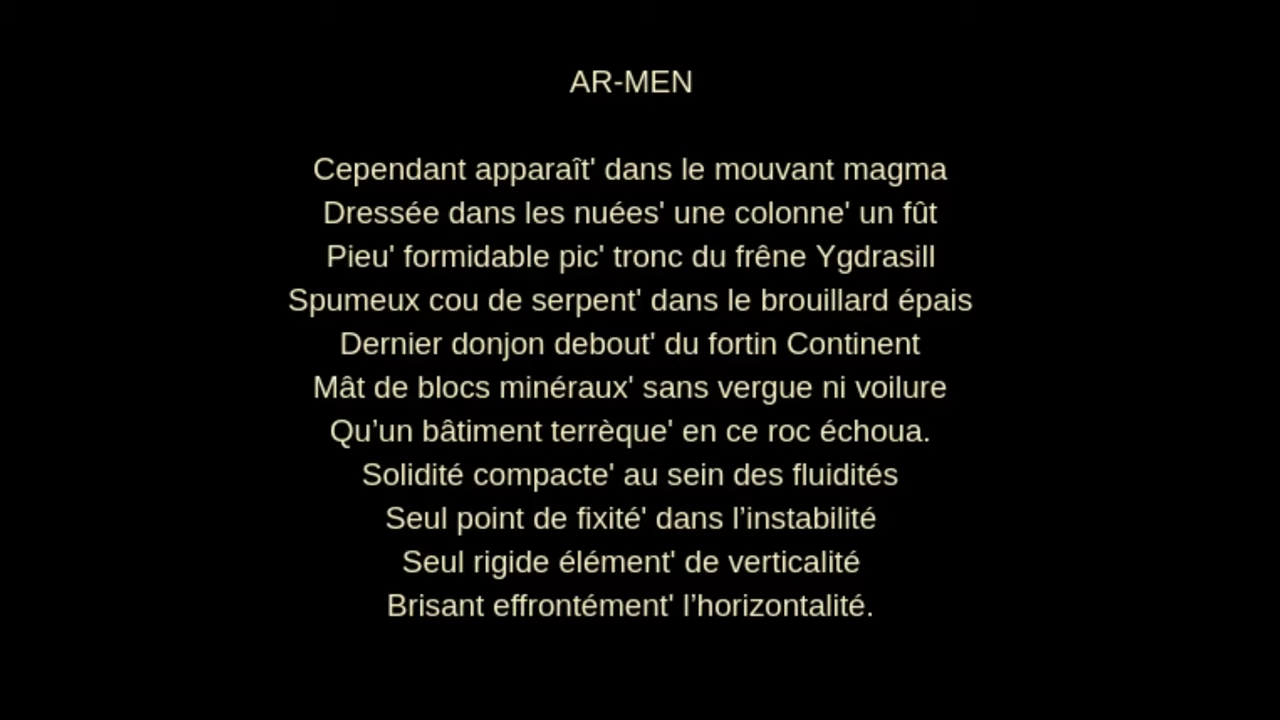 AR-MEN
Cependant apparaît' dans le mouvant magma
Dressée dans les nuées' une colonne' un fût
Pieu' formidable pic' tronc du frêne Ygdrasill
Spumeux cou de serpent' dans le brouillard épais
Dernier donjon debout' du fortin Continent
Mât de blocs minéraux' sans vergue ni voilure
Qu’un bâtiment terrèque' en ce roc échoua.
Solidité compacte' au sein des fluidités
Seul point de fixité' dans l’instabilité
Seul rigide élément' de verticalité
Brisant effrontément' l’horizontalité.